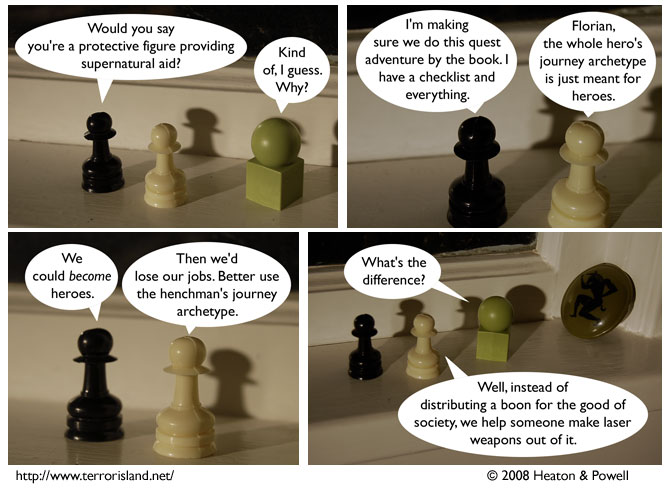 Would you say
you're a protective figure providing
supernatural aid?
Kind
of, I guess.
Why?
I'm making
sure we do this quest
adventure by the book. I
have a checklist and
everything.
Florian,
the whole hero's
journey archetype
is just meant for
heroes.
We
could become
heroes.
Then we'd
lose our jobs. Better use
the henchman's journey
archetype.
What's the
difference?
Well, instead of
distributing a boon for the good of
society, we help someone make laser
weapons out of it.
http://www.terrorisland.net/
© 2008 Heaton & Powell